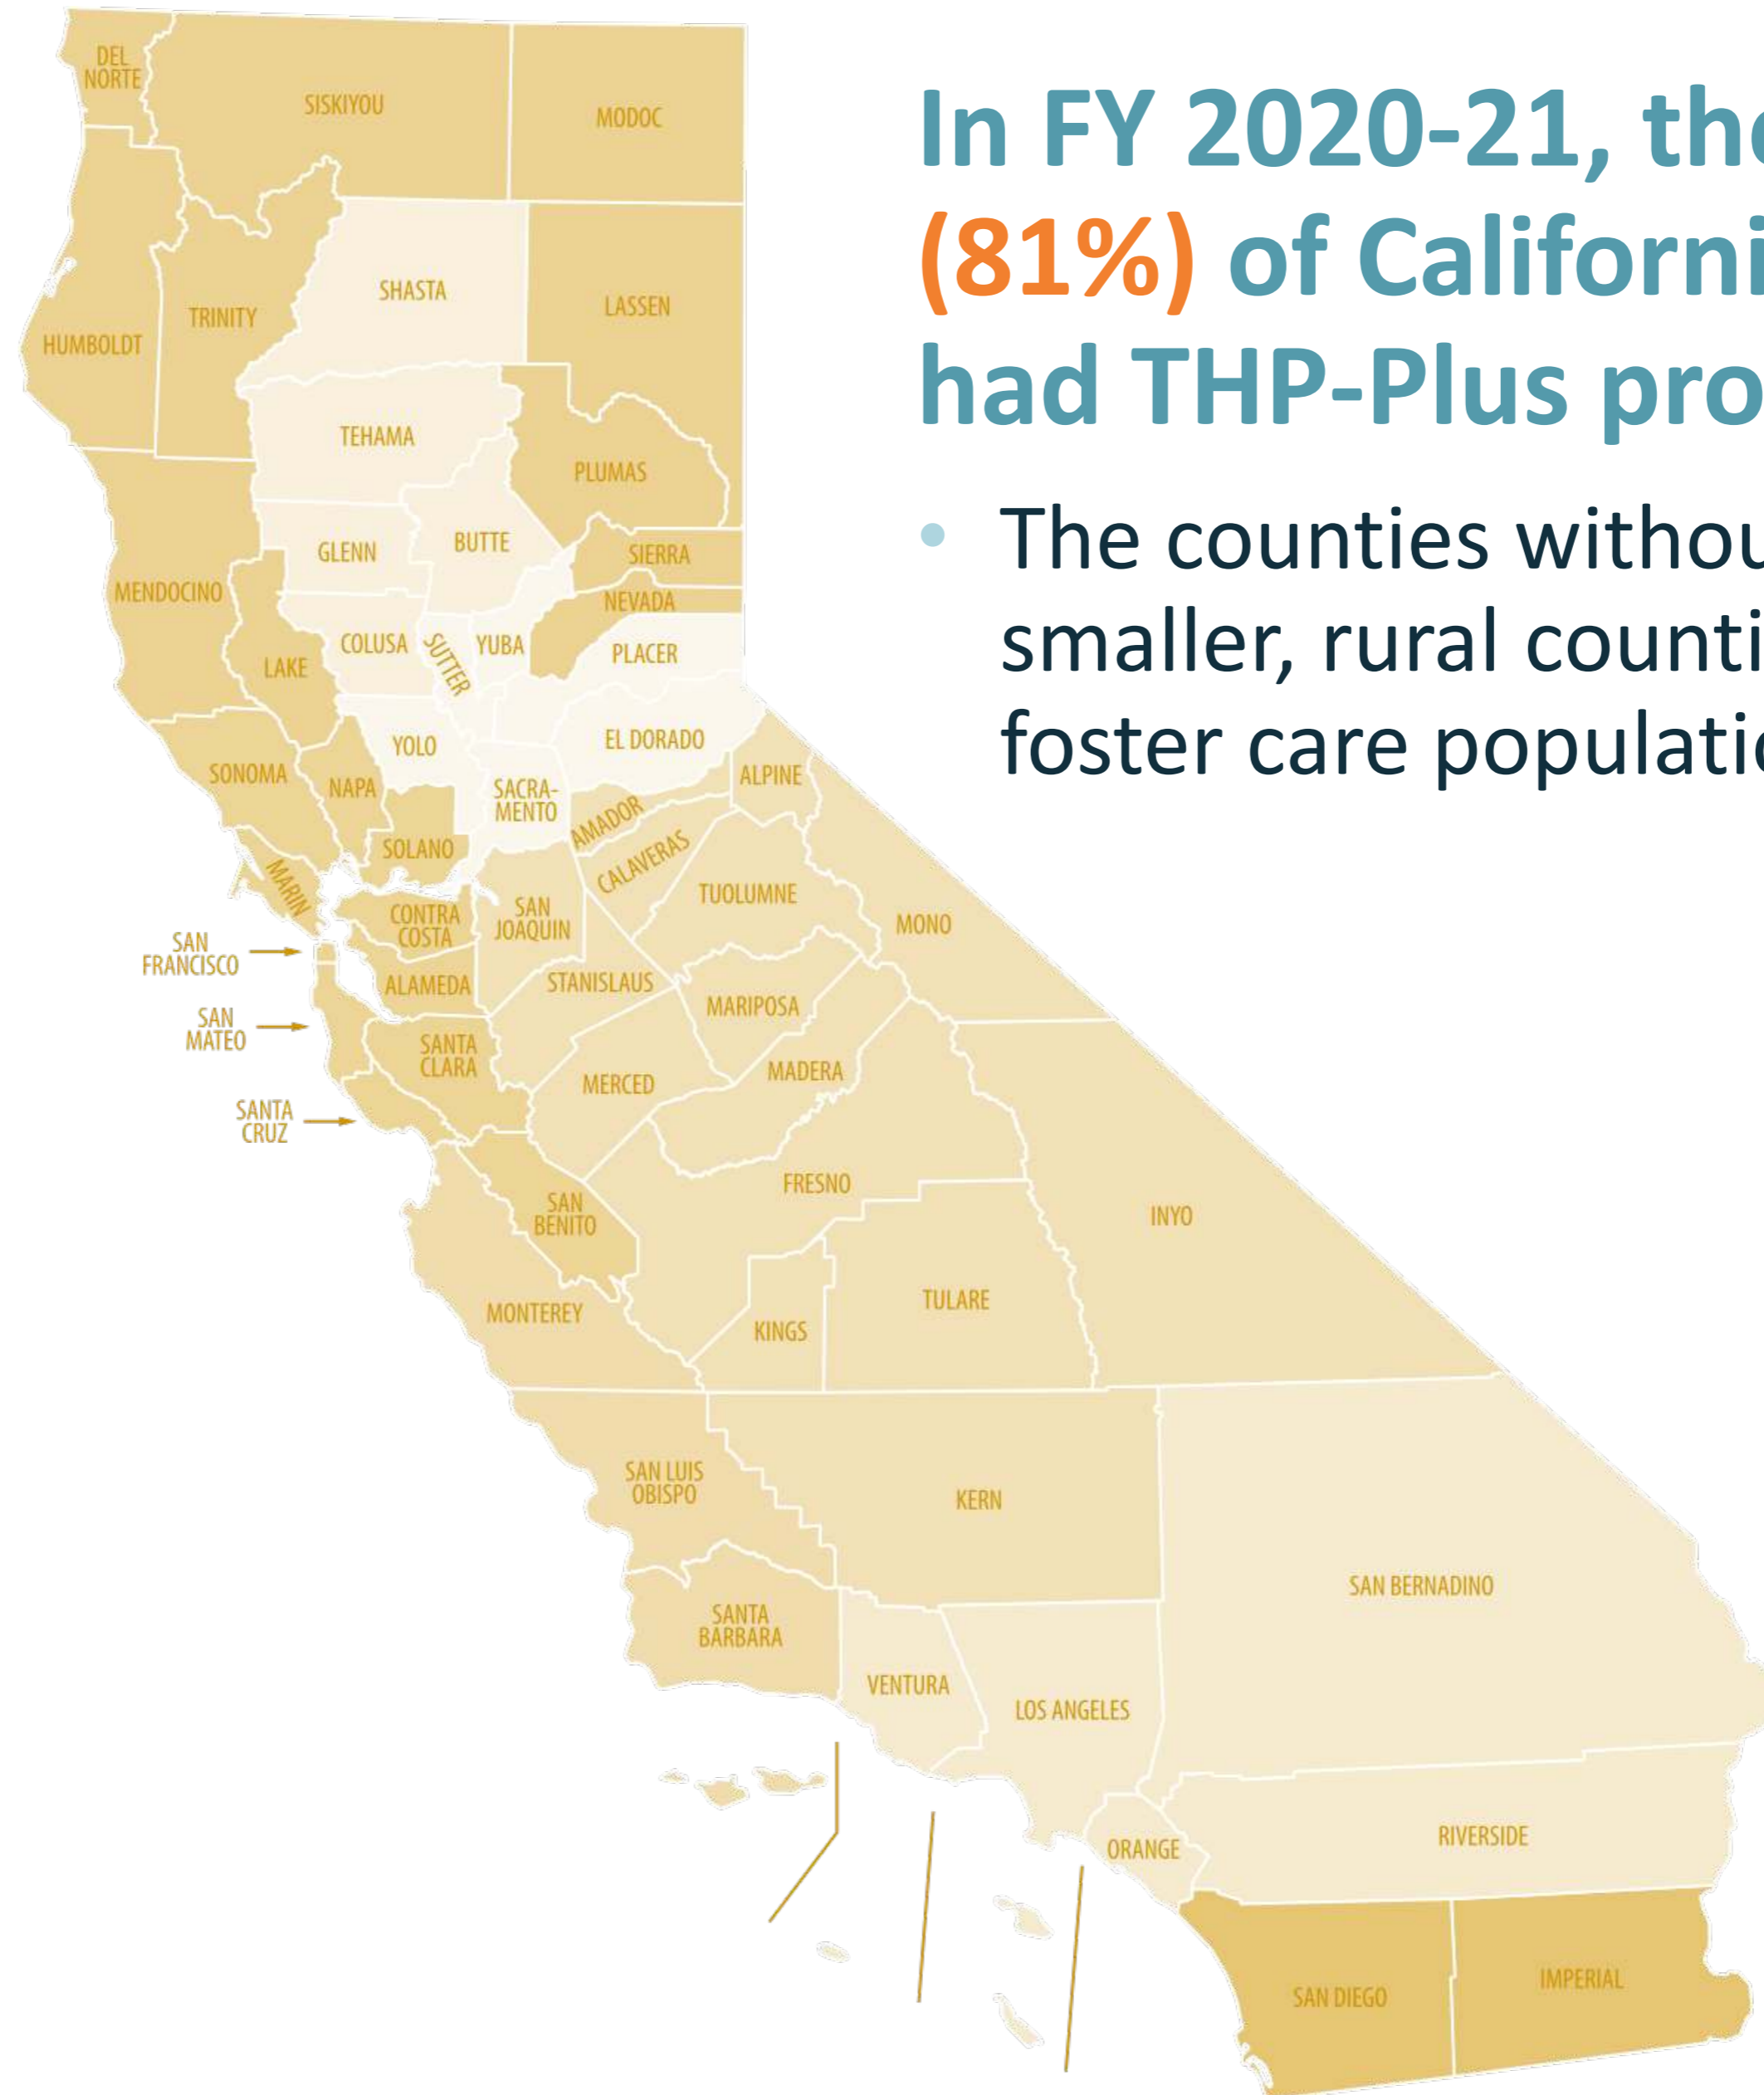 In FY 2020-21, the
(81%) of Californi
had THP-Plus pro
• The counties withou
smaller, rural counti
foster care populatio
DEL
NORTE
SISKIYOU
MODOC
SHASTA
LASSEN
TRINITY
HUMBOLDT
TEHAMA
PLUMAS
GLENN
BUTTE
SIERRA
MENDOCINO
NEVADA
COLUSA
SUTTER
YUBA
PLACER
LAKE
YOLO
EL DORADO
SONOMA
NAPA
SACRA-
MENTO
ALPINE
AMADOR
SOLANO
CALAVERAS
MARIN
TUOLUMNE
CONTRA
COSTA
SAN
JOAQUIN
MONO
SAN
FRANCISCO
ALAMEDA
STANISLAUS
MARIPOSA
SAN
MATEO
SANTA
CLARA
MERCED
MADERA
SANTA
CRUZ
FRESNO
SAN
BENITO
INYO
MONTEREY
KINGS
TULARE
SAN LUIS
OBISPO
KERN
SAN BERNADINO
SANTA
BARBARA
VENTURA
LOS ANGELES
ORANGE
RIVERSIDE
SAN DIEGO
IMPERIAL